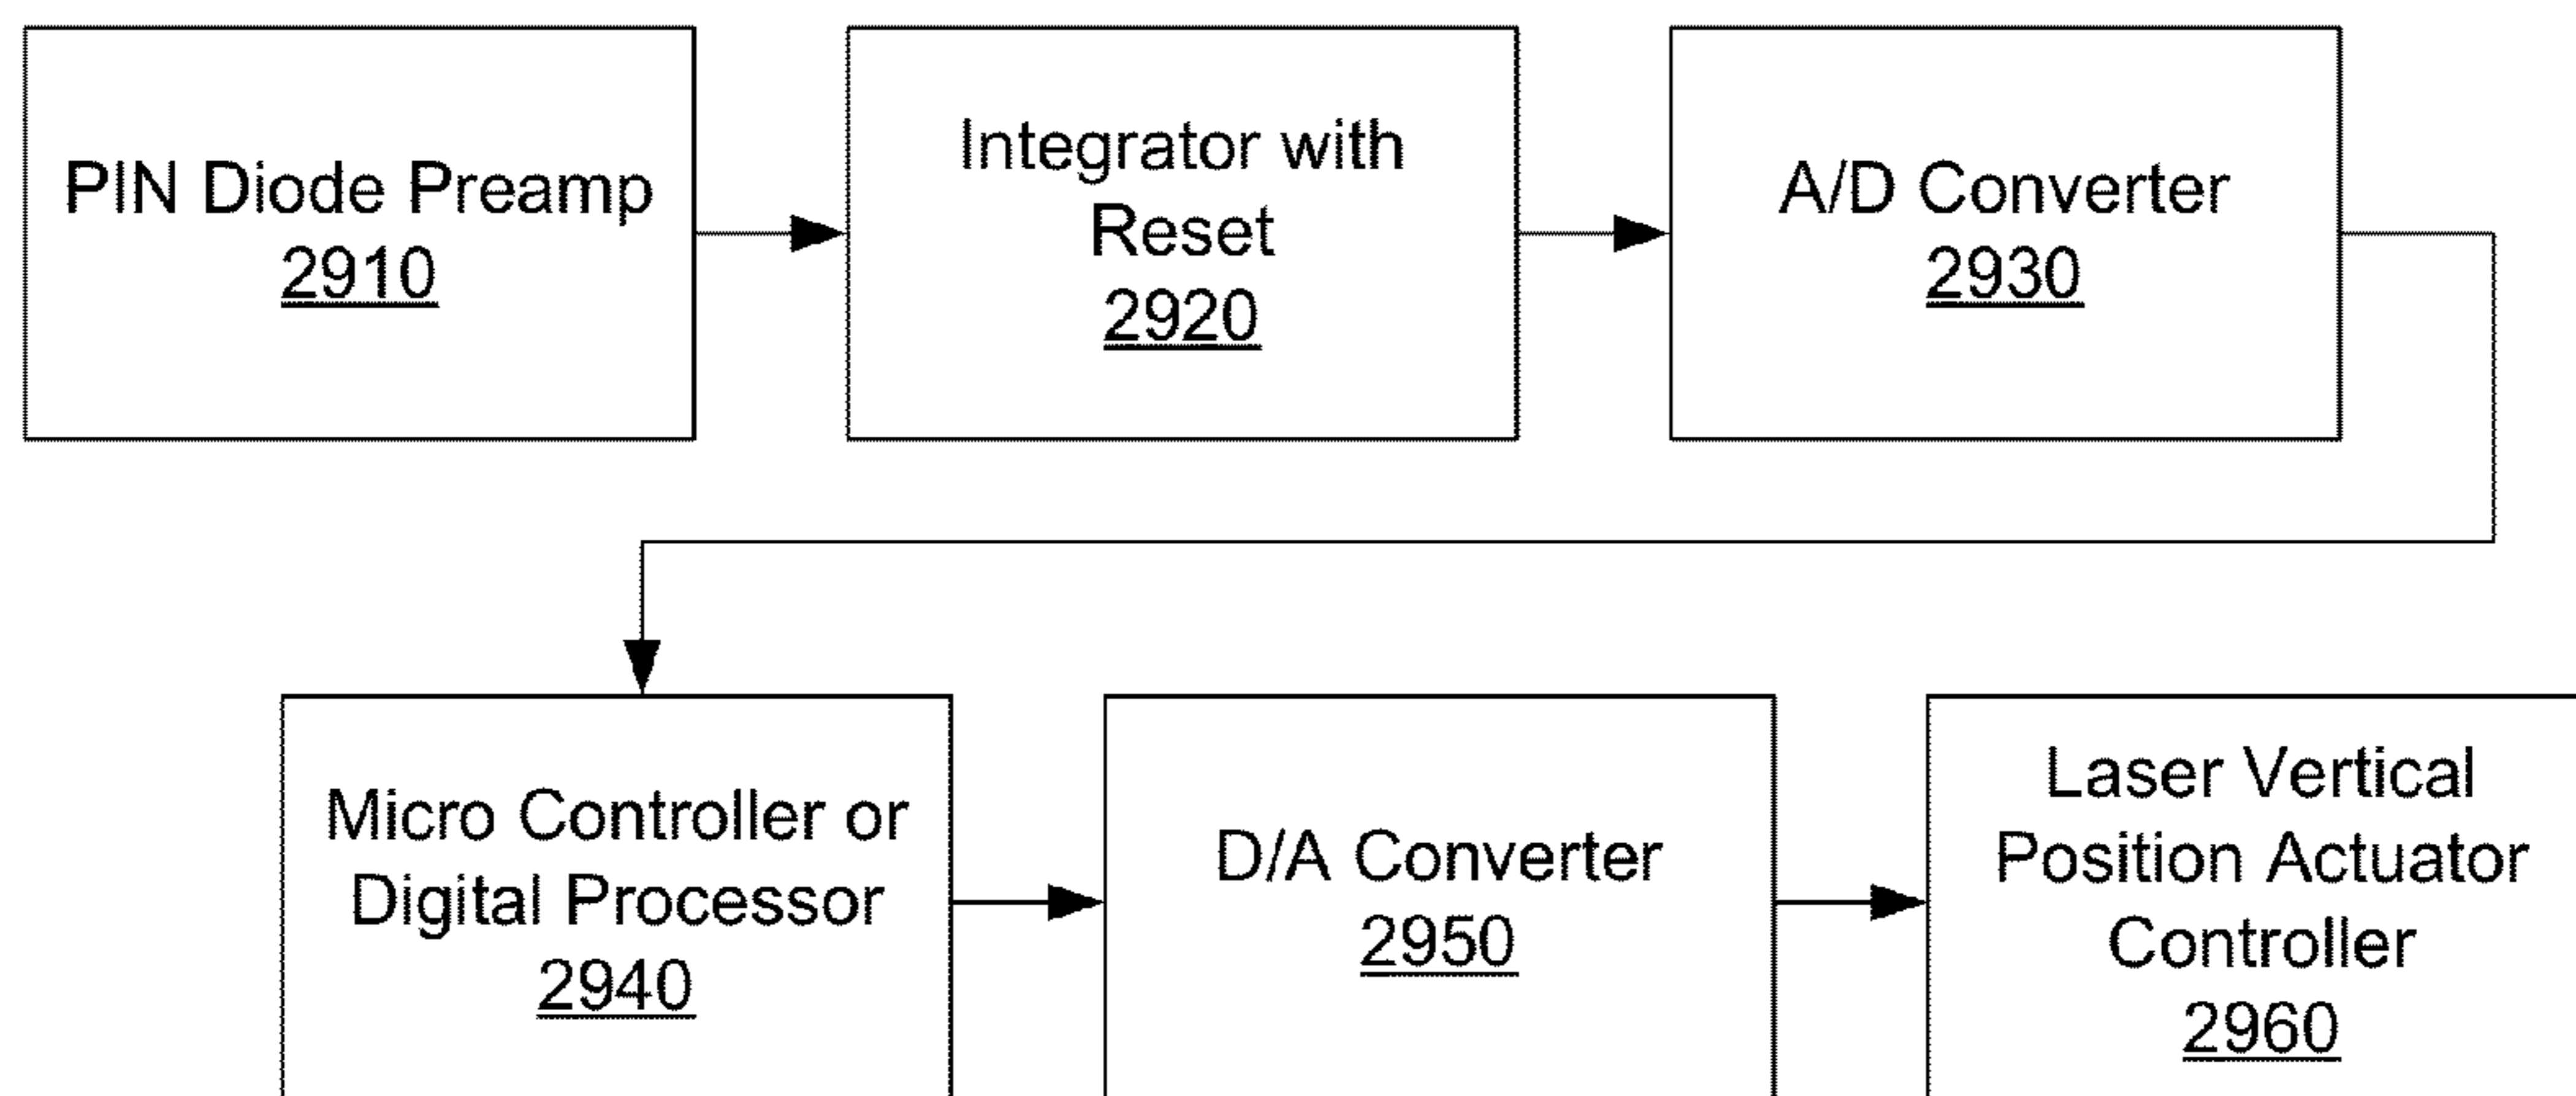 PIN Diode Preamp
2910
Integrator with
Reset
2920
A/D Converter
2930
Micro Controller or
Digital Processor
2940
D/A Converter
2950
Laser Vertical
Position Actuator
Controller
2960